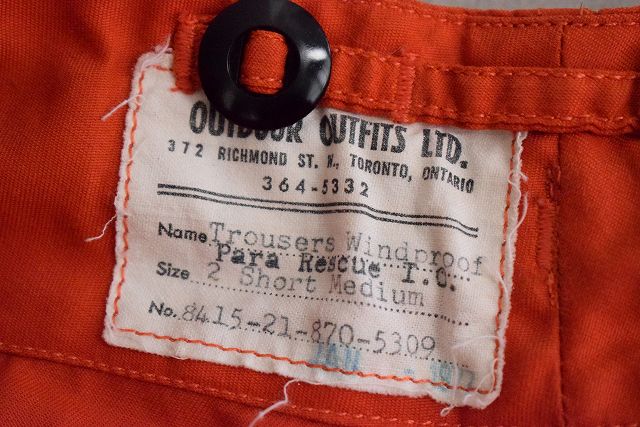 OUTDOOR OUTFITS LTD.
372 RICHMOND ST. W., TORONTO, ONTARIO
364-5332
Name Trousers Windproof
Para Rescue T.C.
Size 2 Short Medium
No. 8415-21-870-5309
JAN